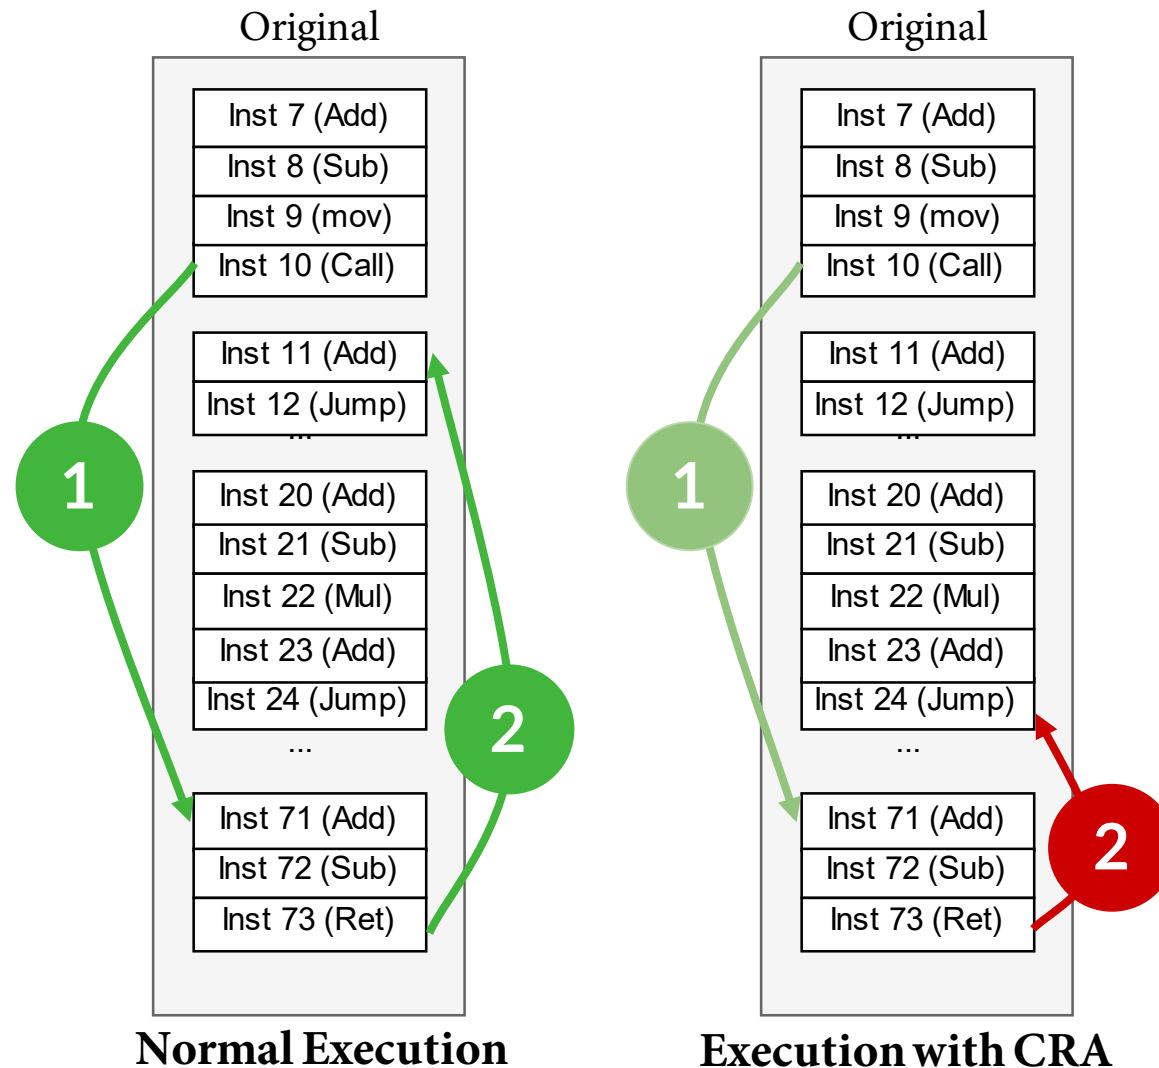 Original
Inst 7 (Add)
Inst 8 (Sub)
Inst 9 (mov)
Inst 10 (Call)
Inst 11 (Add)
Inst 12 (Jump)
...
1
Inst 20 (Add)
Inst 21 (Sub)
Inst 22 (Mul)
Inst 23 (Add)
Inst 24 (Jump)
...
2
Inst 71 (Add)
Inst 72 (Sub)
Inst 73 (Ret)
Normal Execution
Original
Inst 7 (Add)
Inst 8 (Sub)
Inst 9 (mov)
Inst 10 (Call)
Inst 11 (Add)
Inst 12 (Jump)
...
1
Inst 20 (Add)
Inst 21 (Sub)
Inst 22 (Mul)
Inst 23 (Add)
Inst 24 (Jump)
...
2
Inst 71 (Add)
Inst 72 (Sub)
Inst 73 (Ret)
Execution with CRA